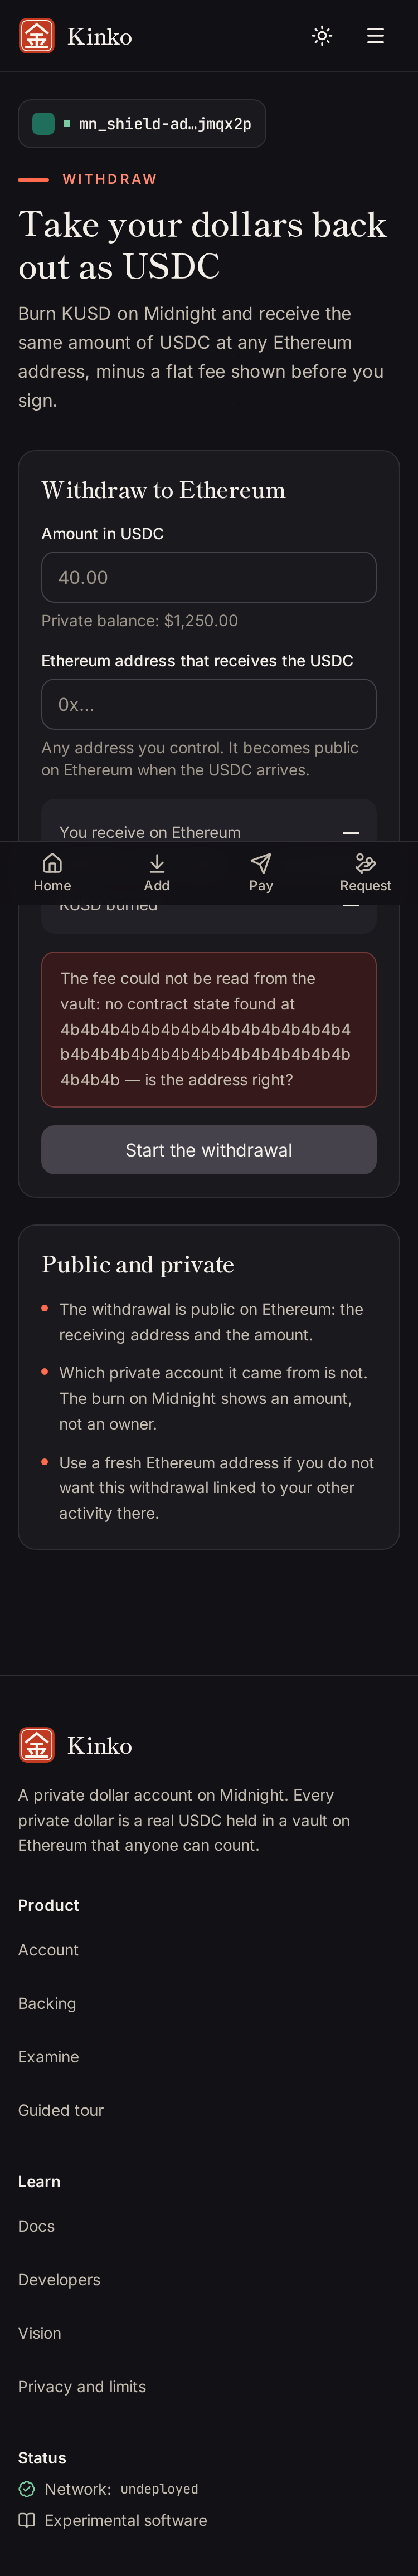 金 Kinko
mn_shield-ad…jmqx2p
WITHDRAW
Take your dollars back
out as USDC
Burn KUSD on Midnight and receive the
same amount of USDC at any Ethereum
address, minus a flat fee shown before you
sign.
Withdraw to Ethereum
Amount in USDC
40.00
Private balance: $1,250.00
Ethereum address that receives the USDC
0x…
Any address you control. It becomes public
on Ethereum when the USDC arrives.
You receive on Ethereum —
Home Add Pay Request
KUSD burned —
The fee could not be read from the
vault: no contract state found at
4b4b4b4b4b4b4b4b4b4b4b4b4b4b4
b4b4b4b4b4b4b4b4b4b4b4b4b4b4b
4b4b4b — is the address right?
Start the withdrawal
Public and private
The withdrawal is public on Ethereum: the
receiving address and the amount.
Which private account it came from is not.
The burn on Midnight shows an amount,
not an owner.
Use a fresh Ethereum address if you do not
want this withdrawal linked to your other
activity there.
金 Kinko
A private dollar account on Midnight. Every
private dollar is a real USDC held in a vault on
Ethereum that anyone can count.
Product
Account
Backing
Examine
Guided tour
Learn
Docs
Developers
Vision
Privacy and limits
Status
Network: undeployed
Experimental software